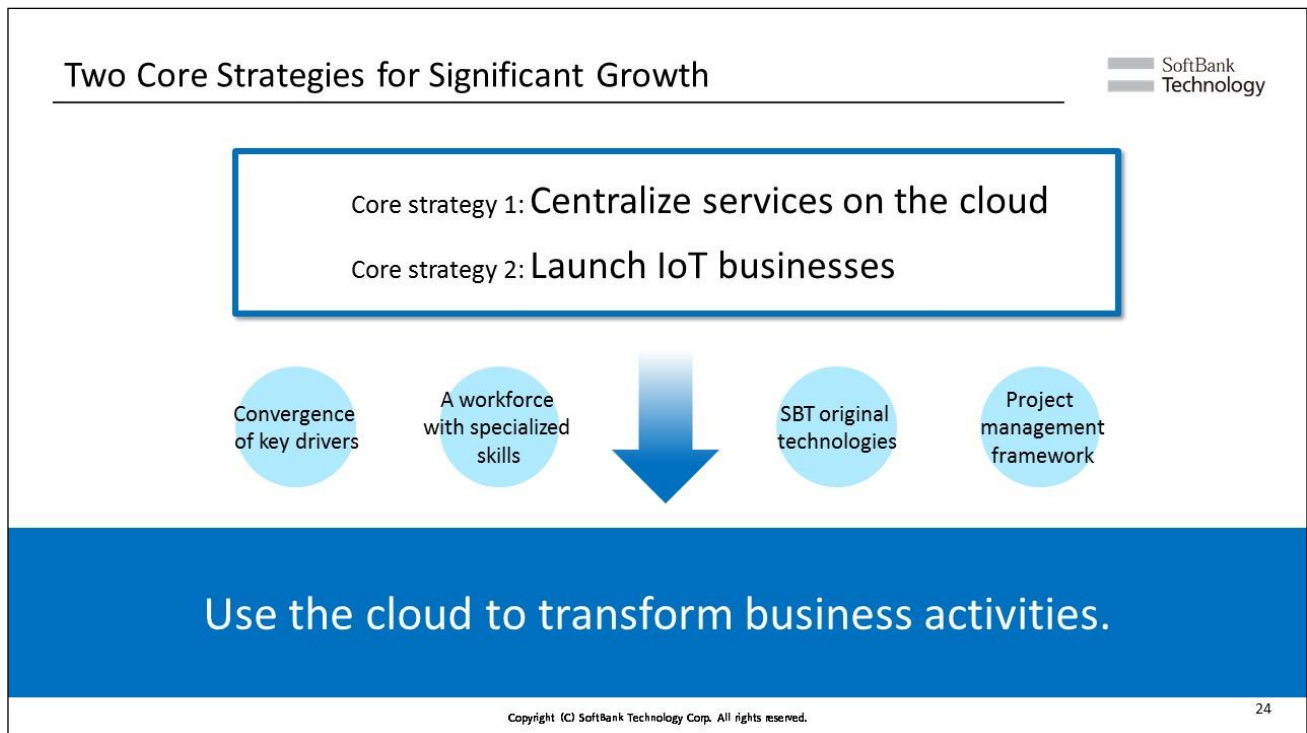 Two Core Strategies for Significant Growth
SoftBank
Technology
Core strategy 1: Centralize services on the cloud
Core strategy 2: Launch IoT businesses
Convergence
of key drivers
A workforce
with specialized
skills
SBT original
technologies
Project
management
framework
Use the cloud to transform business activities.
Copyright (C) SoftBank Technology Corp. All rights reserved.
24